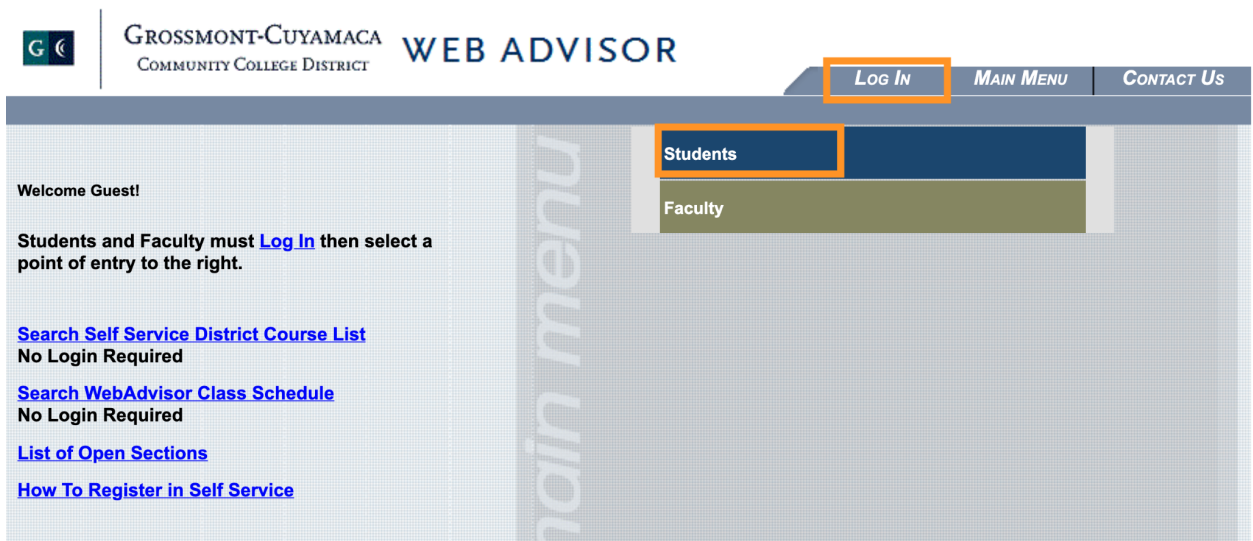 G C
GROSSMONT-CUYAMACA
COMMUNITY COLLEGE DISTRICT
WEB ADVISOR
LOG IN
MAIN MENU
CONTACT US
Students
Faculty
Welcome Guest!
Students and Faculty must Log In then select a
point of entry to the right.
Search Self Service District Course List
No Login Required
Search WebAdvisor Class Schedule
No Login Required
List of Open Sections
How To Register in Self Service
main menu